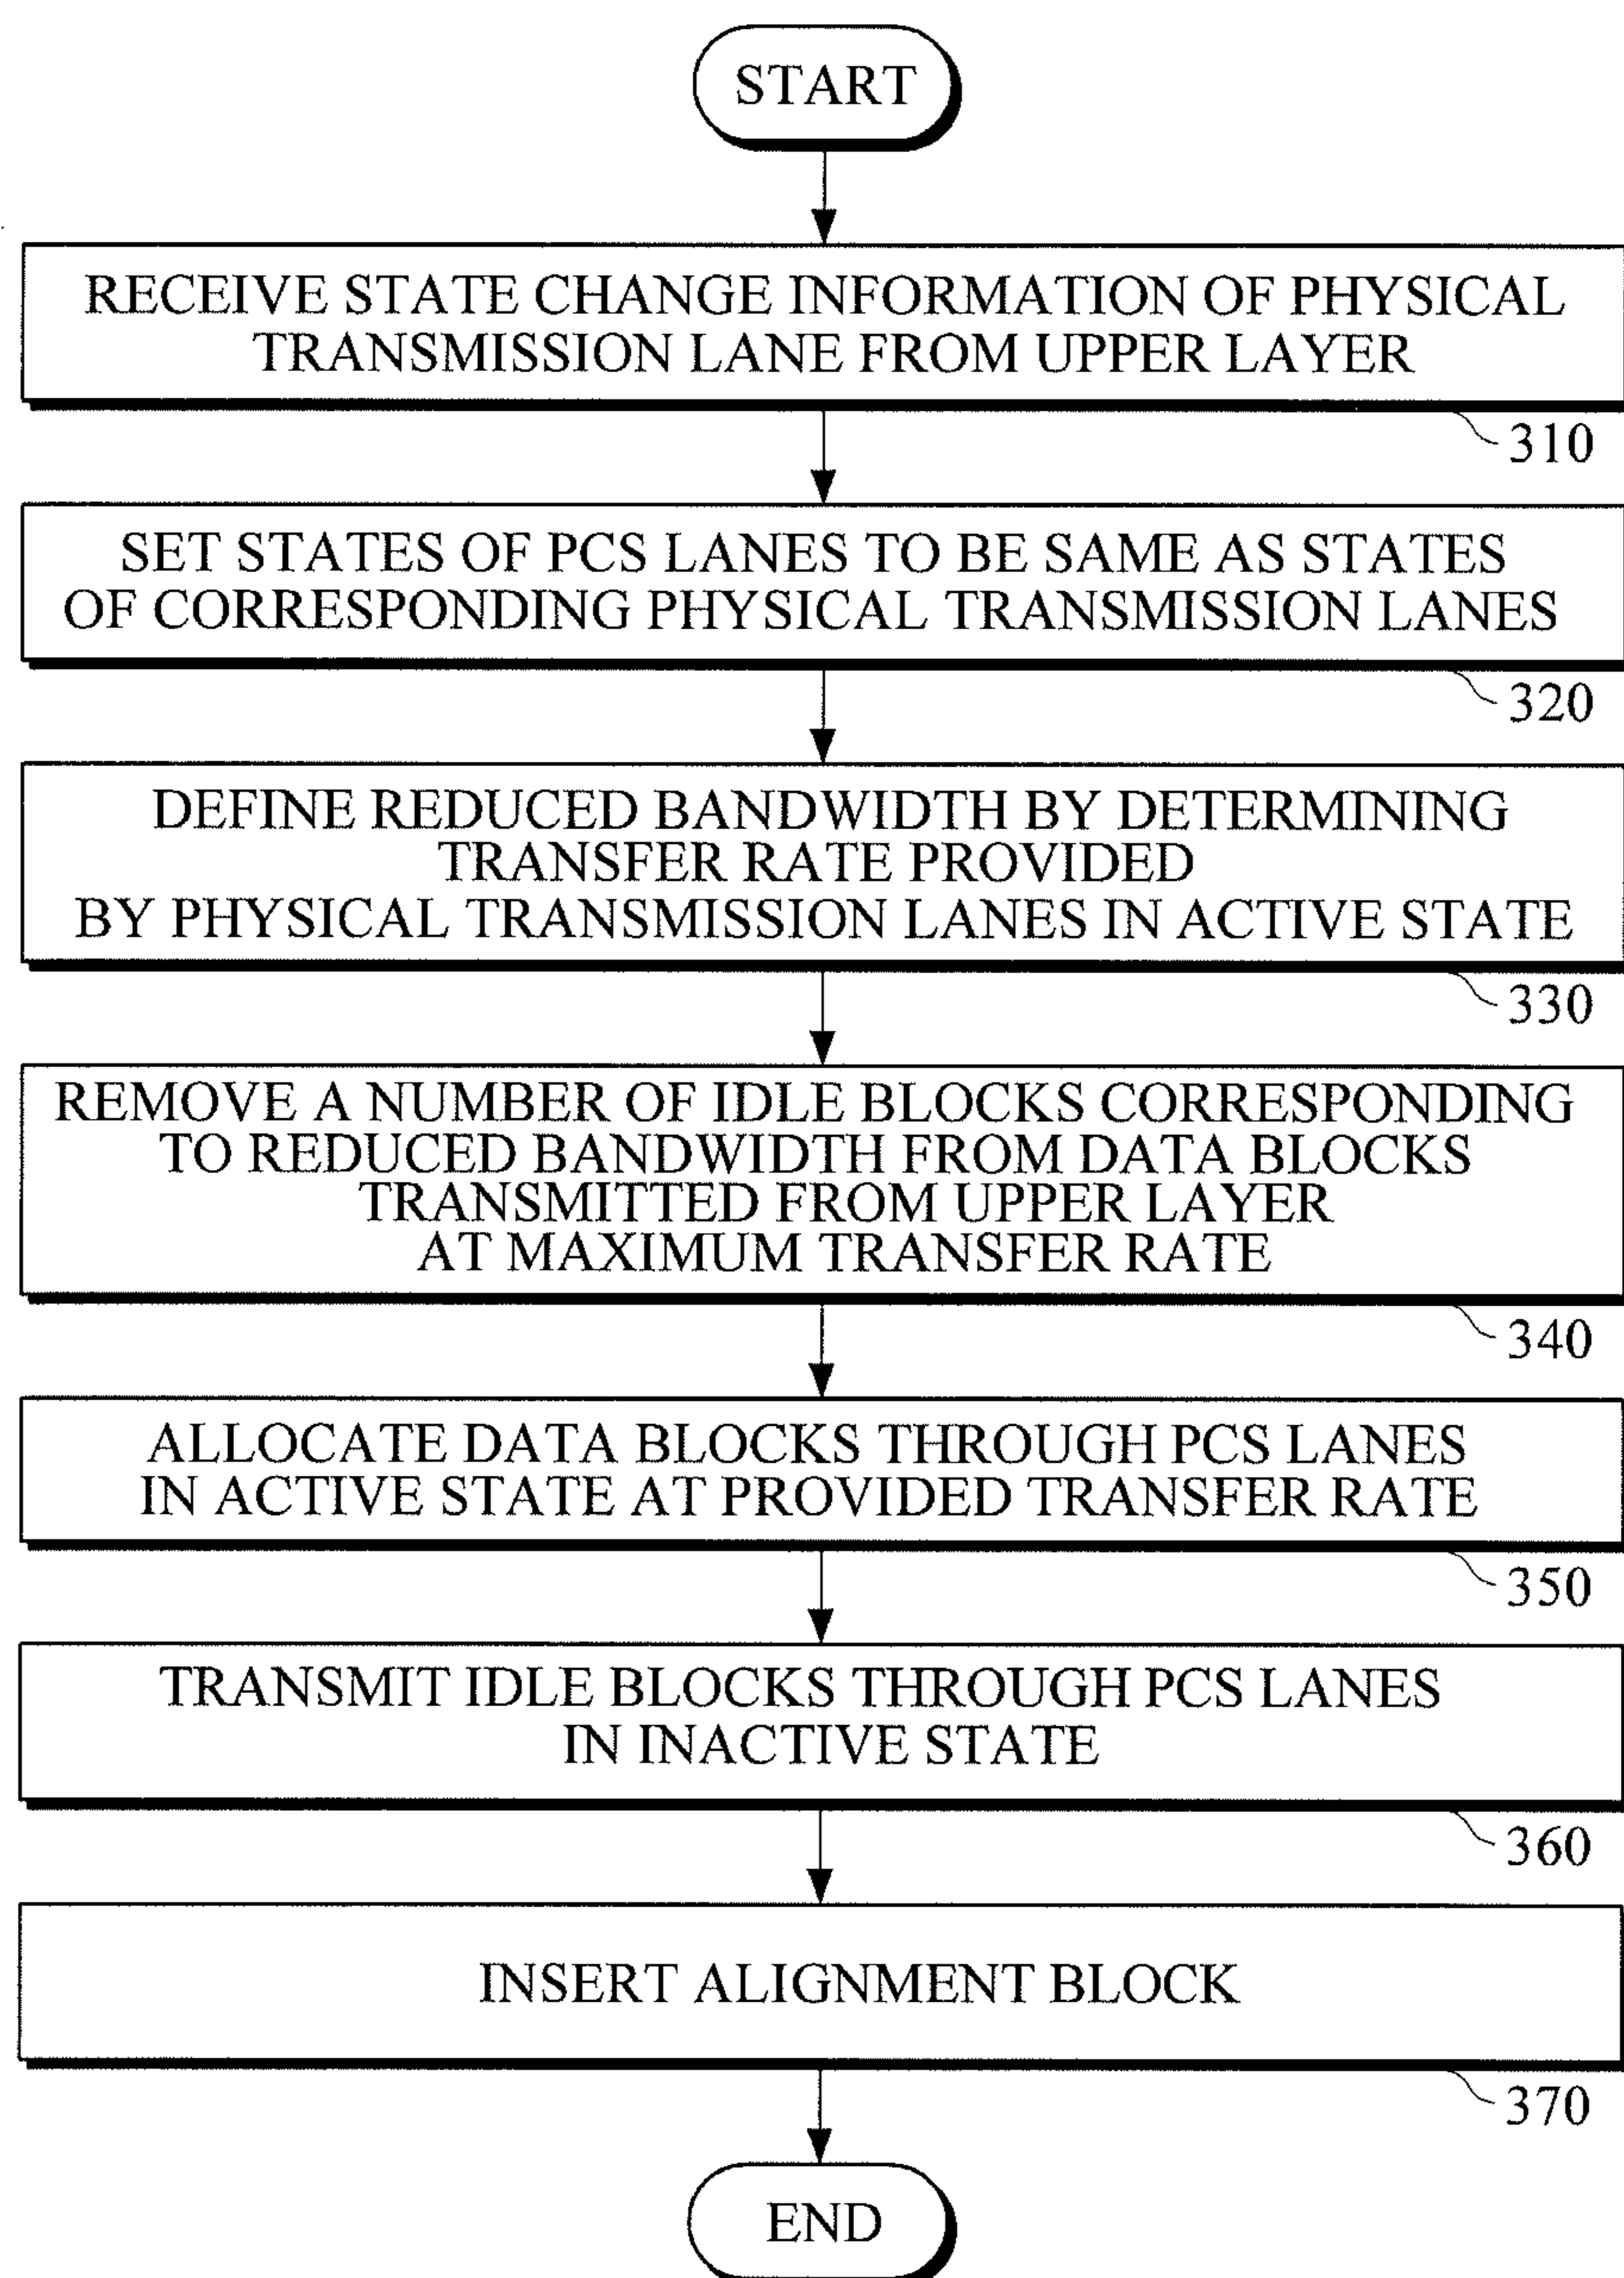 START
RECEIVE STATE CHANGE INFORMATION OF PHYSICAL
TRANSMISSION LANE FROM UPPER LAYER
310
SET STATES OF PCS LANES TO BE SAME AS STATES
OF CORRESPONDING PHYSICAL TRANSMISSION LANES
320
DEFINE REDUCED BANDWIDTH BY DETERMINING
TRANSFER RATE PROVIDED
BY PHYSICAL TRANSMISSION LANES IN ACTIVE STATE
330
REMOVE A NUMBER OF IDLE BLOCKS CORRESPONDING
TO REDUCED BANDWIDTH FROM DATA BLOCKS
TRANSMITTED FROM UPPER LAYER
AT MAXIMUM TRANSFER RATE
340
ALLOCATE DATA BLOCKS THROUGH PCS LANES
IN ACTIVE STATE AT PROVIDED TRANSFER RATE
350
TRANSMIT IDLE BLOCKS THROUGH PCS LANES
IN INACTIVE STATE
360
INSERT ALIGNMENT BLOCK
370
END